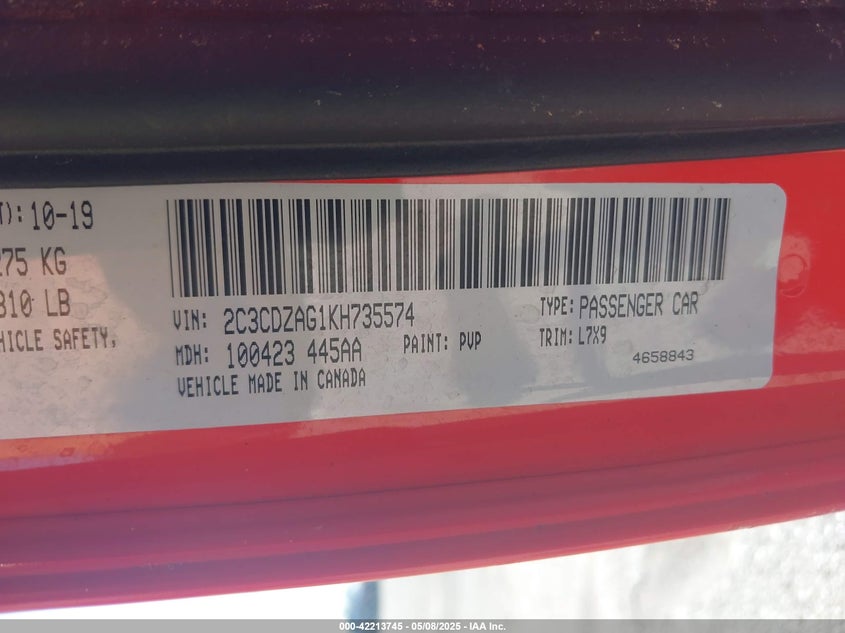 T): 10-19
275 KG
310 LB
HICLE SAFETY,
VIN: 2C3CDZAG1KH735574
TYPE: PASSENGER CAR
MDH: 100423 445AA
PAINT: PVP
TRIM: L7X9
VEHICLE MADE IN CANADA
4658843
000-42213745 - 05/08/2025 - IAA Inc.